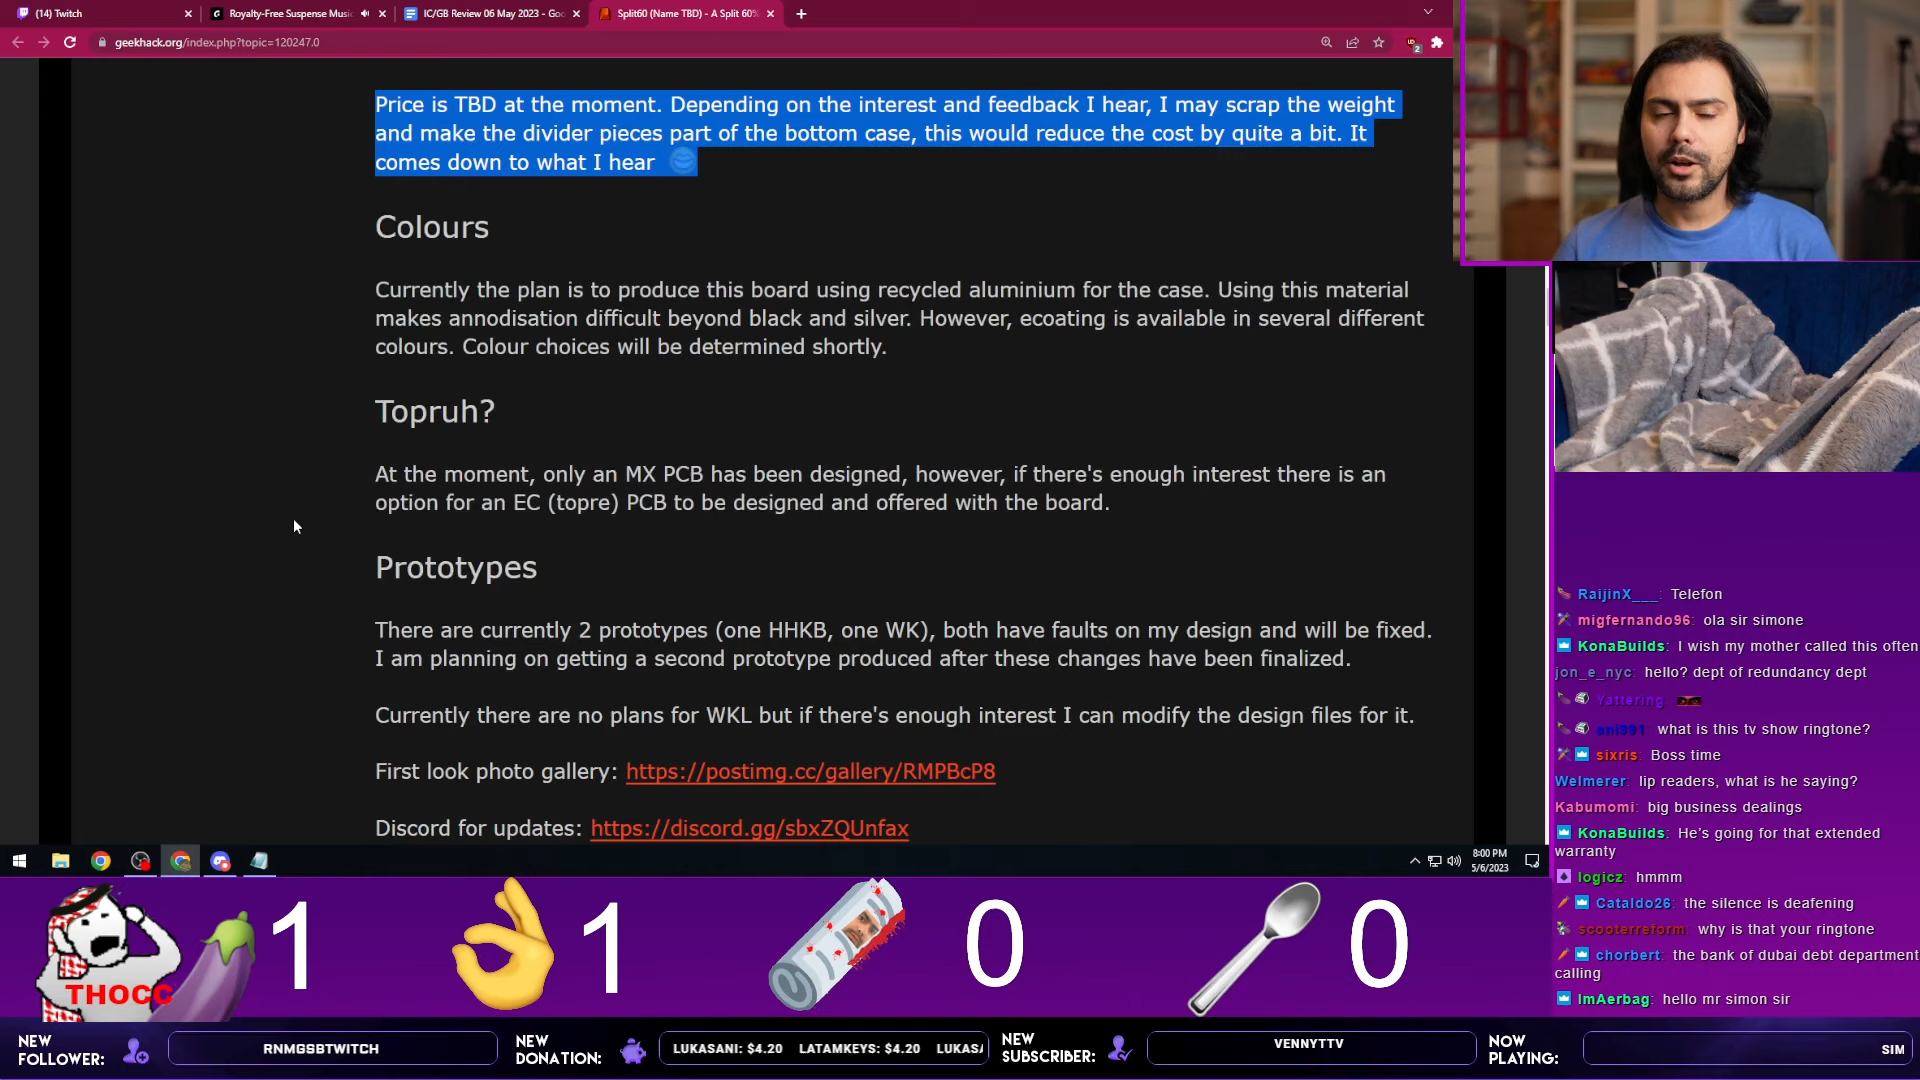 (14) Twitch
Royalty-Free Suspense Musi
IC/GB Review 06 May 2023 - Goo
Split60 (Name TBD) - A Split 60%
geekhack.org/index.php?topic=120247.0
2
Price is TBD at the moment. Depending on the interest and feedback I hear, I may scrap the weight
and make the divider pieces part of the bottom case, this would reduce the cost by quite a bit. It
comes down to what I hear
Colours
Currently the plan is to produce this board using recycled aluminium for the case. Using this material
makes annodisation difficult beyond black and silver. However, ecoating is available in several different
colours. Colour choices will be determined shortly.
Topruh?
At the moment, only an MX PCB has been designed, however, if there's enough interest there is an
option for an EC (topre) PCB to be designed and offered with the board.
Prototypes
There are currently 2 prototypes (one HHKB, one WK), both have faults on my design and will be fixed.
I am planning on getting a second prototype produced after these changes have been finalized.
Currently there are no plans for WKL but if there's enough interest I can modify the design files for it.
First look photo gallery: https://postimg.cc/gallery/RMPBcP8
Discord for updates: https://discord.gg/sbxZQUnfax
8:00 PM
5/6/2023
RaijinX___: Telefon
migfernando96: ola sir simone
KonaBuilds: I wish my mother called this often
jon_e_nyc: hello? dept of redundancy dept
Yattering:
ani991: what is this tv show ringtone?
sixris: Boss time
Welmerer: lip readers, what is he saying?
Kabumomi: big business dealings
KonaBuilds: He's going for that extended
warranty
logicz: hmmm
Cataldo26: the silence is deafening
scooterreform: why is that your ringtone
chorbert: the bank of dubai debt department
calling
ImAerbag: hello mr simon sir
THOCC
1
1
0
0
NEW
FOLLOWER:
RNMGSBTWITCH
NEW
DONATION:
LUKASANI: $4.20 LATAMKEYS: $4.20 LUKASA
NEW
SUBSCRIBER:
VENNYTTV
NOW
PLAYING:
SIM